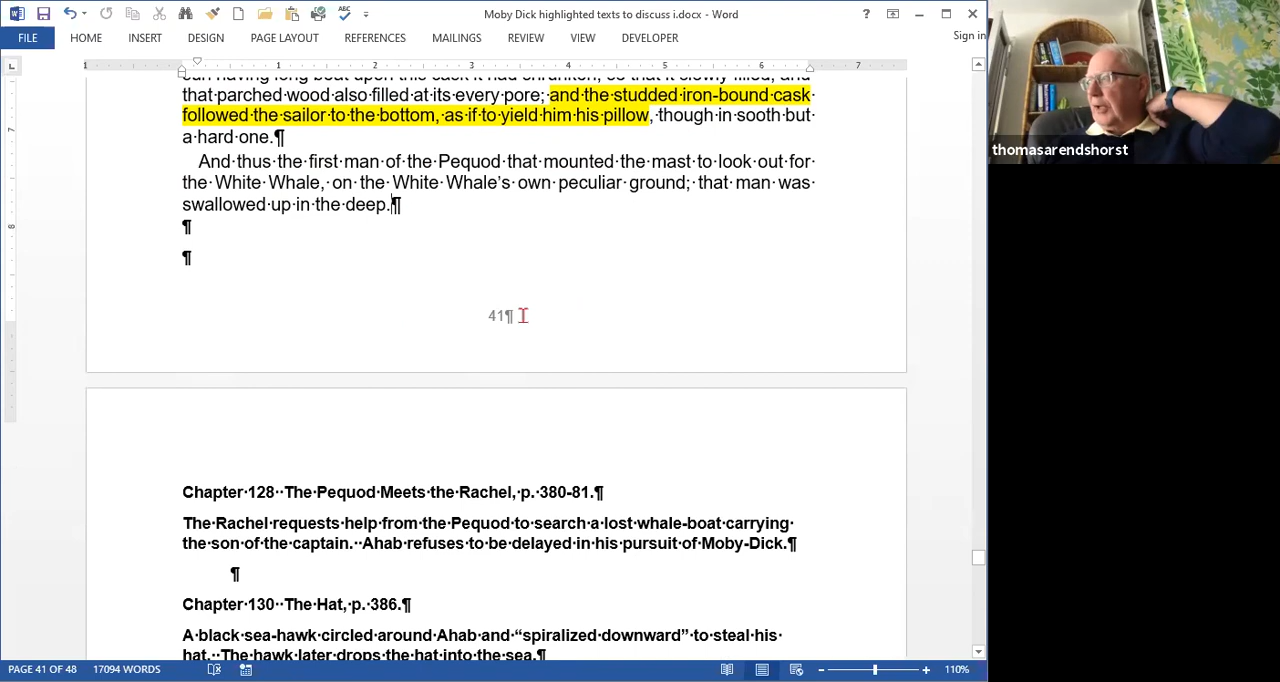 Moby Dick highlighted texts to discuss i.docx - Word
FILE HOME INSERT DESIGN PAGE LAYOUT REFERENCES MAILINGS REVIEW VIEW DEVELOPER Sign in
1 1 2 3 4 5 6 7
that·parched·wood·also·filled·at·its·every·pore;·and·the·studded·iron-bound·cask·
followed·the·sailor·to·the·bottom,·as·if·to·yield·him·his·pillow,·though·in·sooth·but·
a·hard·one.¶
And·thus·the·first·man·of·the·Pequod·that·mounted·the·mast·to·look·out·for·
the·White·Whale,·on·the·White·Whale’s·own·peculiar·ground;·that·man·was·
swallowed·up·in·the·deep.¶
¶
¶
41¶
Chapter·128··The·Pequod·Meets·the·Rachel,·p.·380-81.¶
The·Rachel·requests·help·from·the·Pequod·to·search·a·lost·whale-boat·carrying·
the·son·of·the·captain.··Ahab·refuses·to·be·delayed·in·his·pursuit·of·Moby-Dick.¶
¶
Chapter·130··The·Hat,·p.·386.¶
A·black·sea-hawk·circled·around·Ahab·and·“spiralized·downward”·to·steal·his·
hat.··The·hawk·later·drops·the·hat·into·the·sea.¶
PAGE 41 OF 48 17094 WORDS 110%
thomasarendshorst